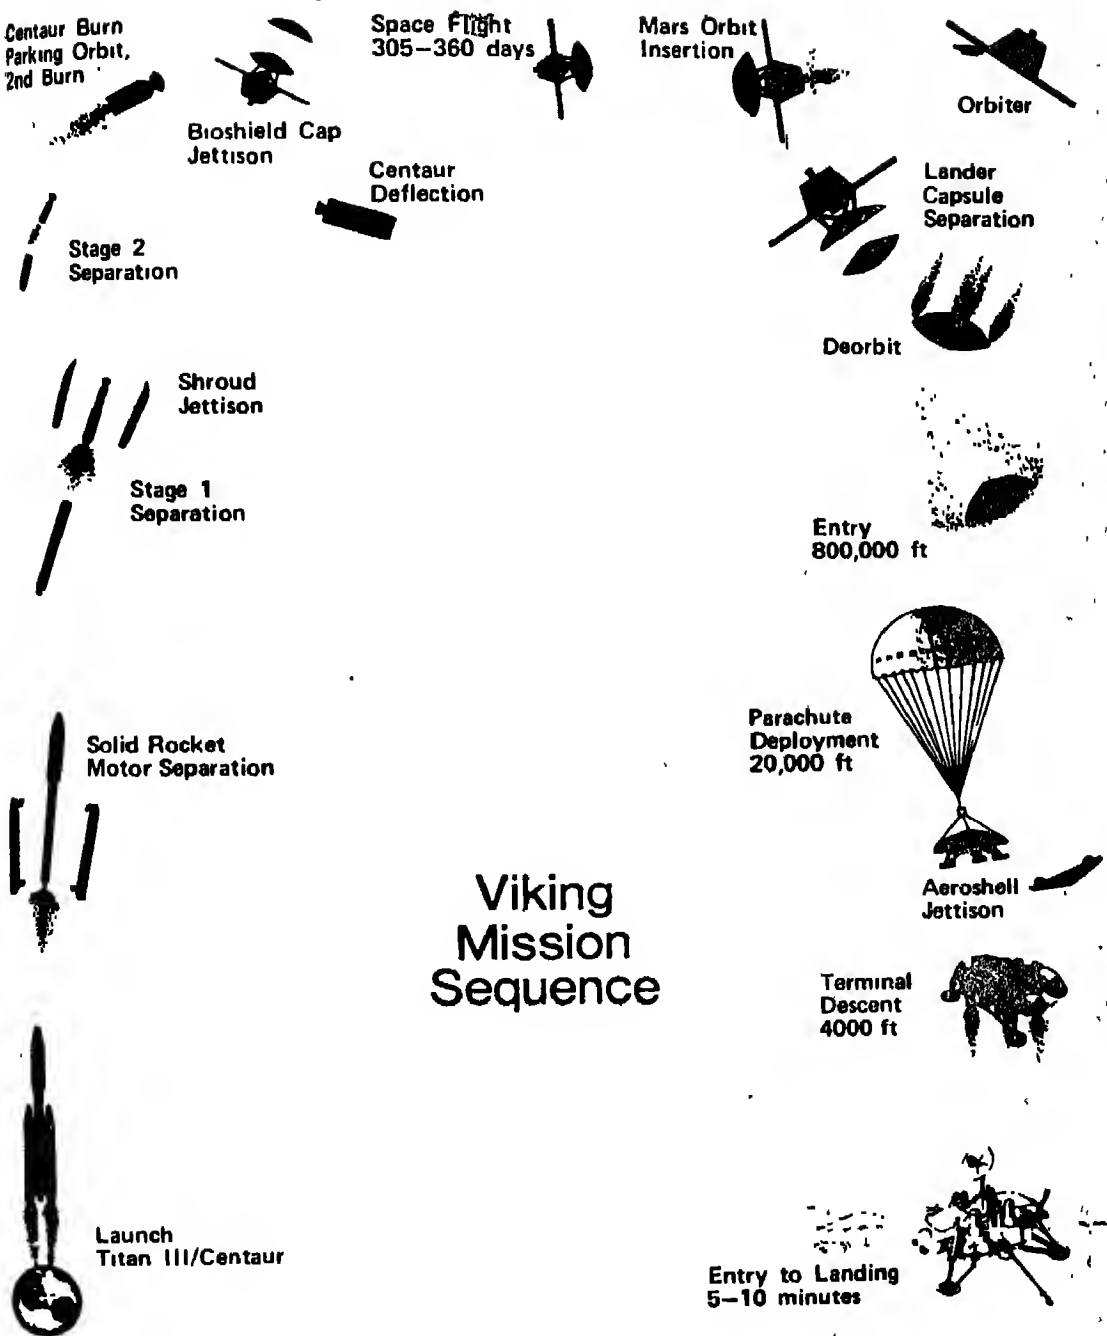 Centaur Burn
Parking Orbit,
2nd Burn
Bioshield Cap
Jettison
Space Flight
305–360 days
Mars Orbit
Insertion
Orbiter
Centaur
Deflection
Lander
Capsule
Separation
Stage 2
Separation
Deorbit
Shroud
Jettison
Stage 1
Separation
Entry
800,000 ft
Solid Rocket
Motor Separation
Parachute
Deployment
20,000 ft
Aeroshell
Jettison
Viking
Mission
Sequence
Terminal
Descent
4000 ft
Launch
Titan III/Centaur
Entry to Landing
5–10 minutes